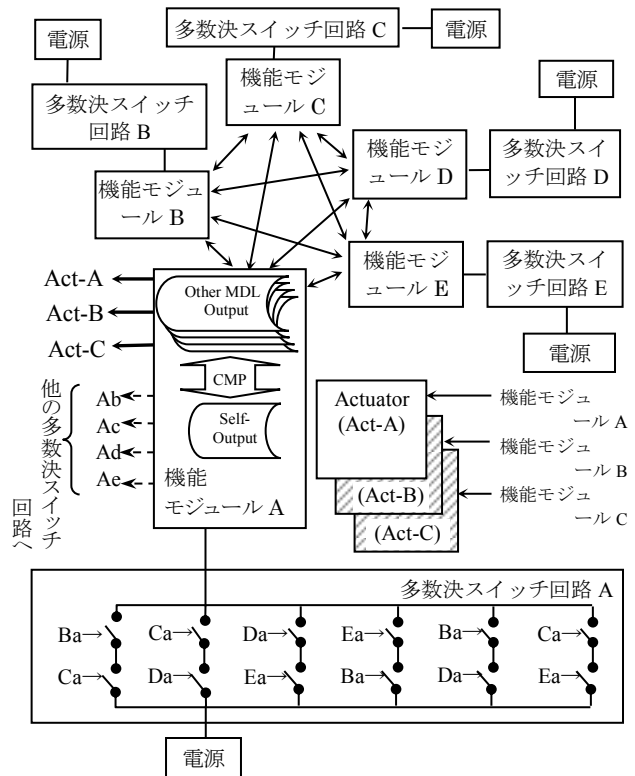 電源
多数決スイッチ回路 C
電源
機能モジ
ュール C
多数決スイッチ
回路 B
電源
機能モジ
ュール D
多数決スイ
ッチ回路 D
機能モジュ
ール B
機能モジ
ュール E
多数決スイ
ッチ回路 E
電源
Act-A
Act-B
Act-C
Other MDL
Output
CMP
Self-
Output
機能
モジュール A
Ab
Ac
Ad
Ae
他の多数決スイッチ
回路へ
Actuator
(Act-A)
(Act-B)
(Act-C)
機能モジュ
ール A
機能モジュ
ール B
機能モジュ
ール C
多数決スイッチ回路 A
Ba→ Ca→ Da→ Ea→ Ba→ Ca→
Ca→ Da→ Ea→ Ba→ Da→ Ea→
電源